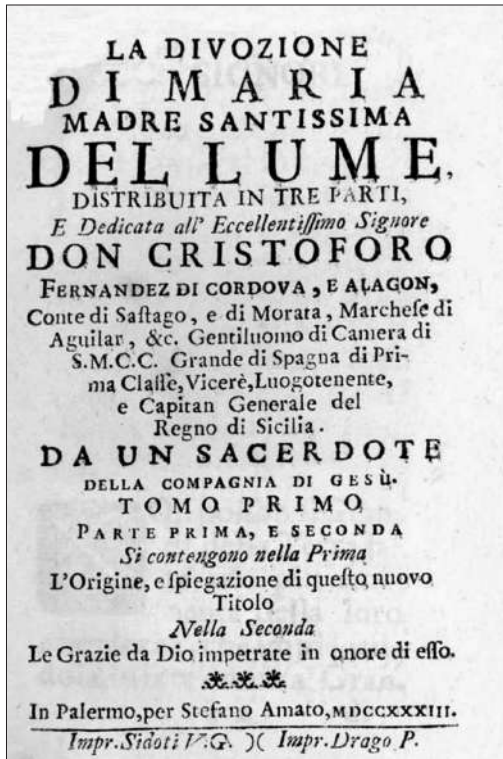 LA DIVOZIONE
DI MARIA
MADRE SANTISSIMA
DEL LUME,
DISTRIBUITA IN TRE PARTI,
E Dedicata all' Eccellentiſſimo Signore
DON CRISTOFORO
FERNANDEZ DI CORDOVA, E ALAGON,
Conte di Saſtago, e di Morata, Marcheſe di
Aguilar, &c. Gentiluomo di Camera di
S.M.C.C. Grande di Spagna di Pri-
ma Claſſe, Vicerè, Luogotenente,
e Capitan Generale del
Regno di Sicilia.
DA UN SACERDOTE
DELLA COMPAGNIA DI GESÙ.
TOMO PRIMO
PARTE PRIMA, E SECONDA
Si contengono nella Prima
L'Origine, e ſpiegazione di queſto nuovo
Titolo
Nella Seconda
Le Grazie da Dio impetrate in onore di eſſo.
In Palermo, per Stefano Amato, MDCCXXXIII.
Impr. Sidoti V.G. )( Impr. Drago P.